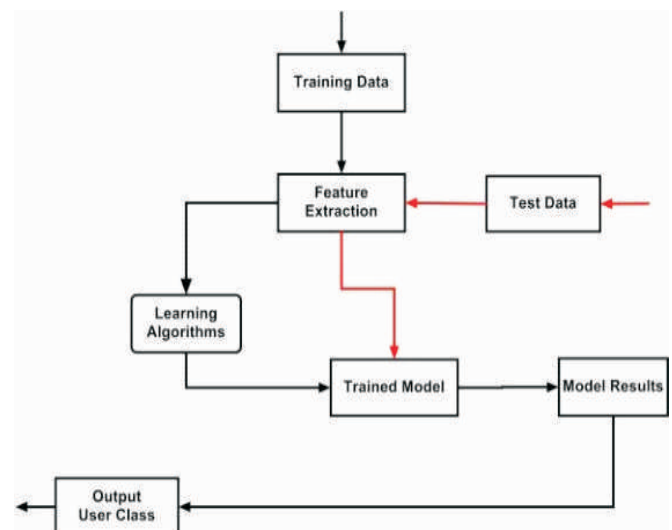 Training Data
Feature
Extraction
Test Data
Learning
Algorithms
Trained Model
Model Results
Output
User Class